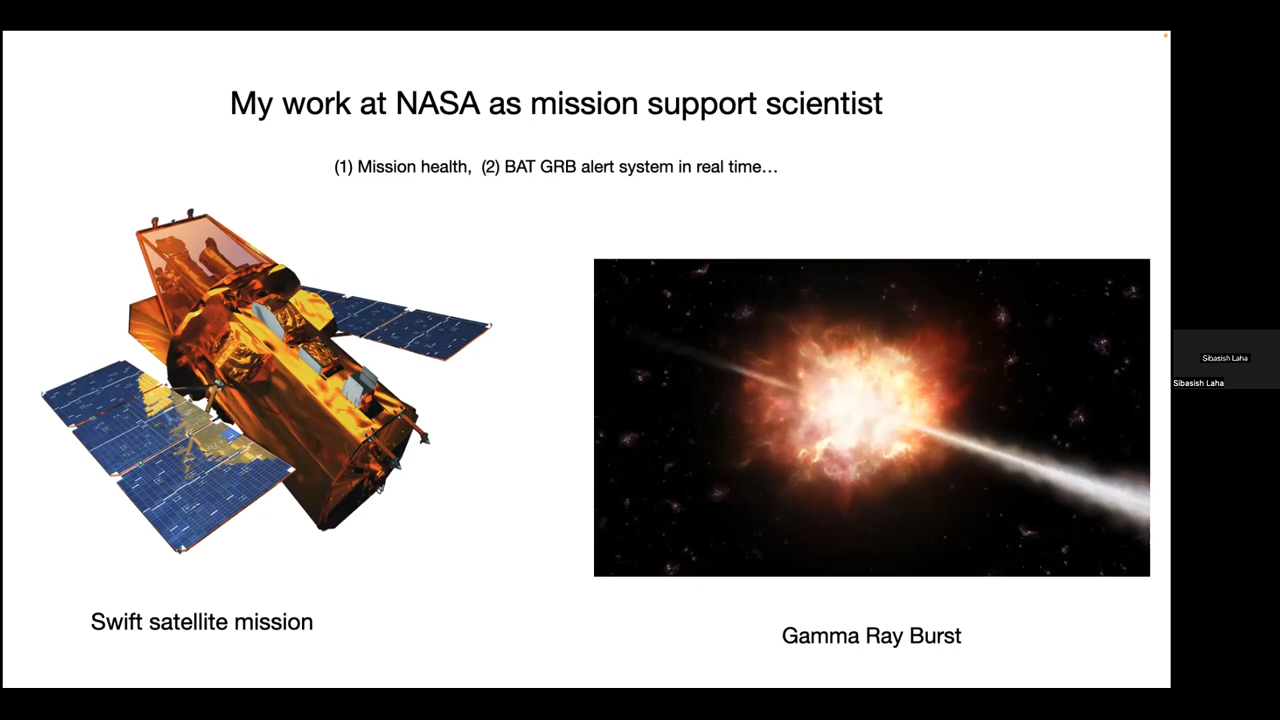 My work at NASA as mission support scientist
(1) Mission health, (2) BAT GRB alert system in real time…
Swift satellite mission
Gamma Ray Burst
Sibasish Laha
Sibasish Laha